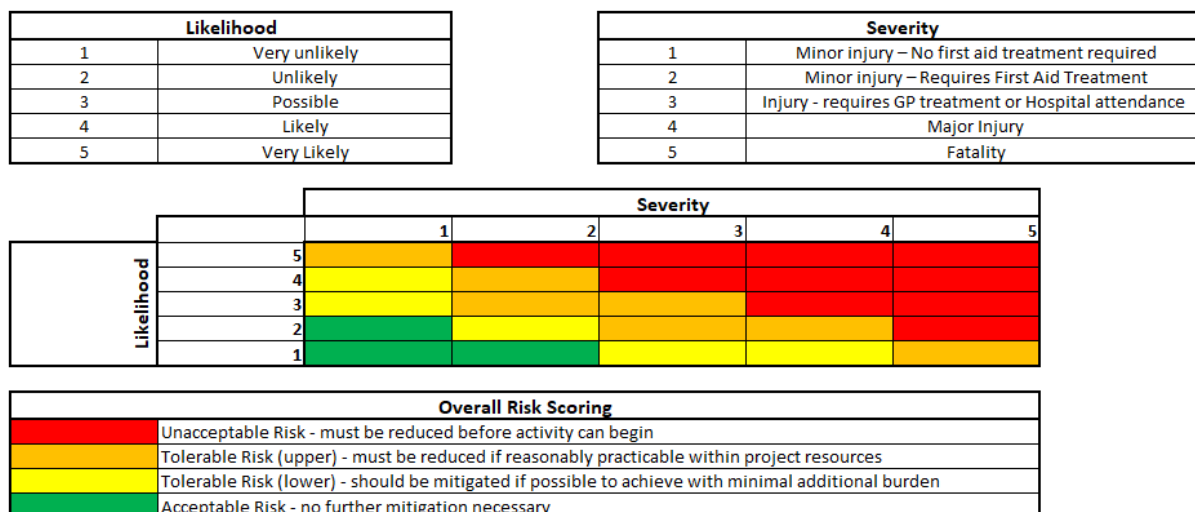 Likelihood
1 Very unlikely
2 Unlikely
3 Possible
4 Likely
5 Very Likely
Severity
1 Minor injury – No first aid treatment required
2 Minor injury – Requires First Aid Treatment
3 Injury - requires GP treatment or Hospital attendance
4 Major Injury
5 Fatality
Severity
1 2 3 4 5
Likelihood
5
4
3
2
1
Overall Risk Scoring
Unacceptable Risk - must be reduced before activity can begin
Tolerable Risk (upper) - must be reduced if reasonably practicable within project resources
Tolerable Risk (lower) - should be mitigated if possible to achieve with minimal additional burden
Acceptable Risk - no further mitigation necessary